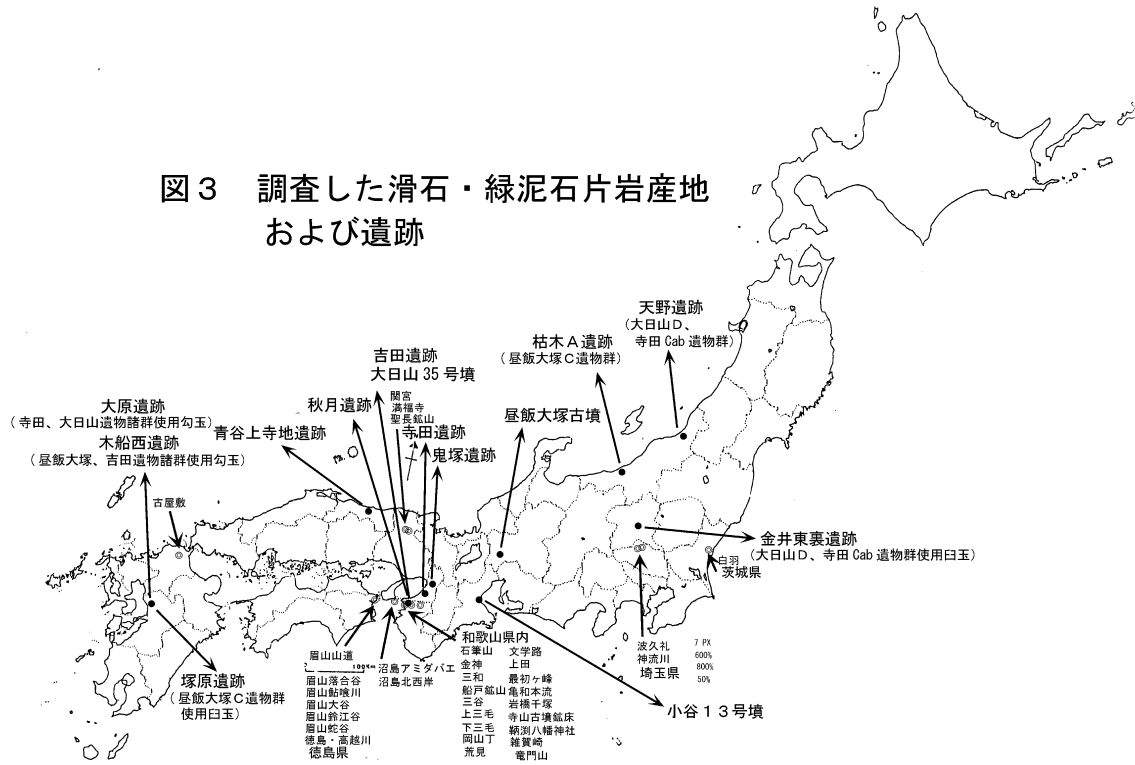 図３　調査した滑石・緑泥石片岩産地
および遺跡
天野遺跡
（大日山Ｄ、
寺田 Cab 遺物群）
枯木Ａ遺跡
（昼飯大塚Ｃ遺物群）
吉田遺跡
大日山 35 号墳
関宮
満福寺
聖長鉱山
大原遺跡
（寺田、大日山遺物諸群使用勾玉）
木船西遺跡
（昼飯大塚、吉田遺物諸群使用勾玉）
秋月遺跡
青谷上寺地遺跡
寺田遺跡
鬼塚遺跡
昼飯大塚古墳
古屋敷
金井東裏遺跡
（大日山Ｄ、寺田 Cab 遺物群使用臼玉）
白羽
茨城県
塚原遺跡
（昼飯大塚Ｃ遺物群
使用臼玉）
眉山山道
眉山落合谷
眉山鮎喰川
眉山大谷
眉山鈴江谷
眉山蛇谷
徳島・高越川
徳島県
沼島アミダバエ
沼島北西岸
和歌山県内
石筆山
金神
三和
船戸鉱山
三谷
上三毛
下三毛
岡山丁
荒見
文学路
上田
最初ヶ峰
亀和本流
岩橋千塚
寺山古墳鉱床
鞆渕八幡神社
雑賀崎
竜門山
波久礼
神流川
埼玉県
7 PX
600%
800%
50%
小谷１３号墳